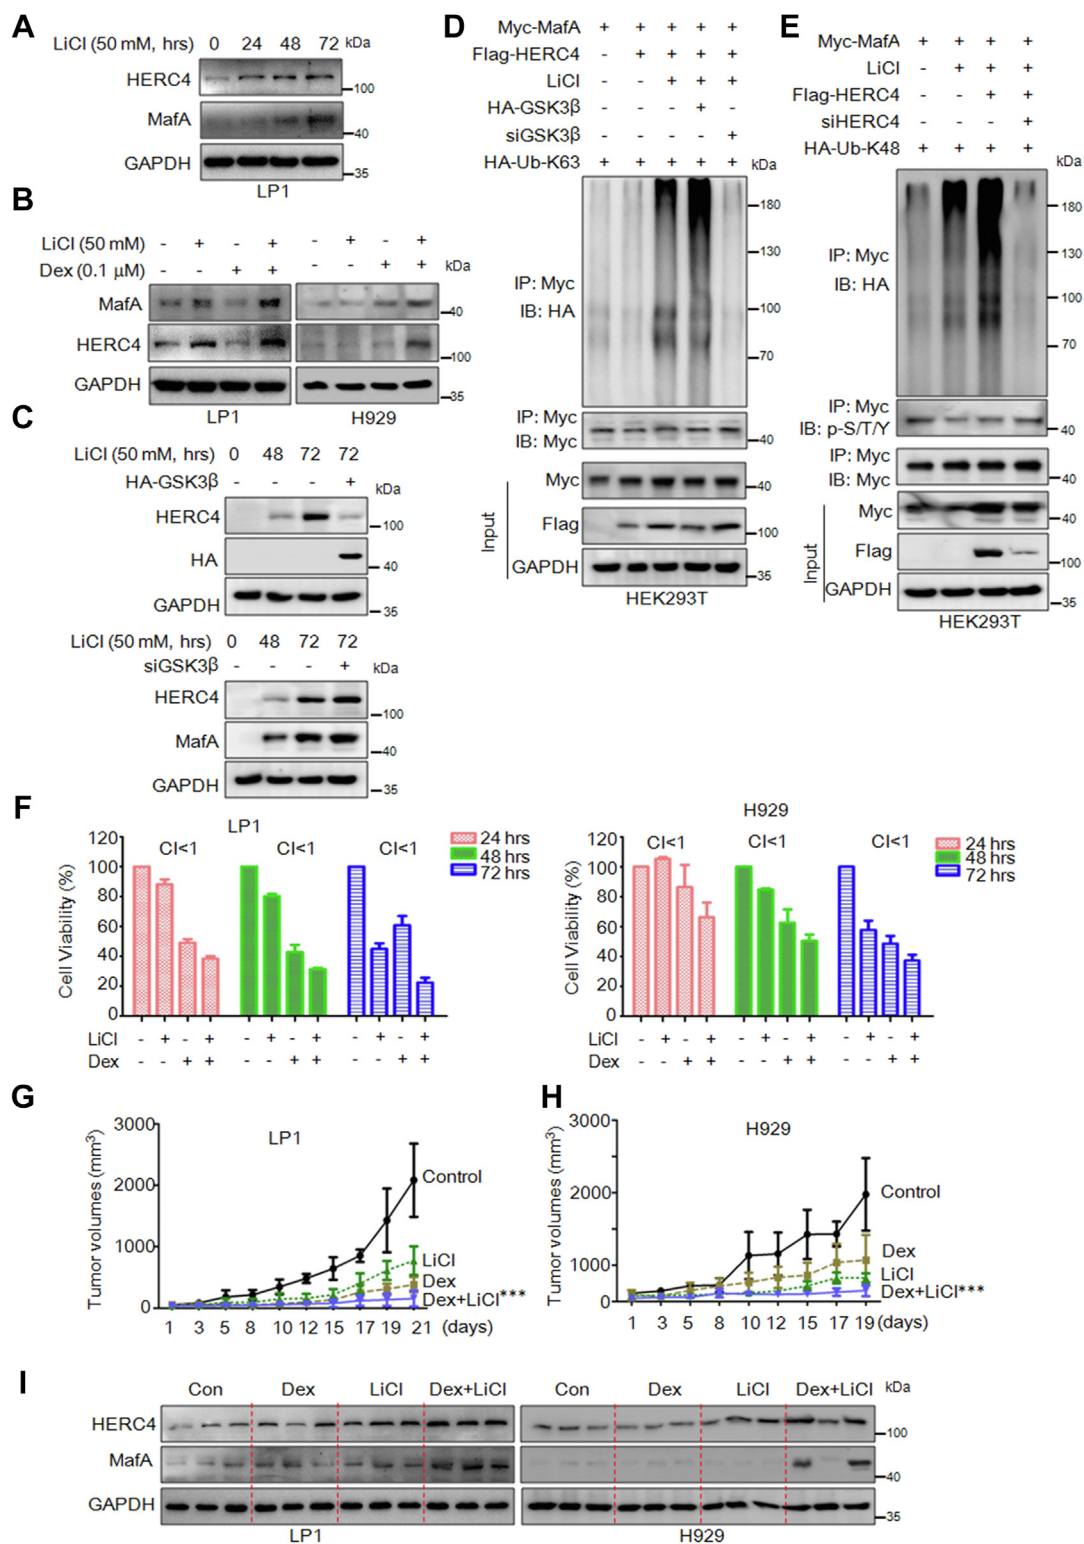 A
LiCl (50 mM, hrs) 0 24 48 72 kDa
HERC4
100
MafA
40
GAPDH
35
LP1
B
LiCl (50 mM) - + - + - + - +
Dex (0.1 μM) - - + + - - + + kDa
MafA
40
HERC4
100
GAPDH
35
LP1 H929
C
LiCl (50 mM, hrs) 0 48 72 72
HA-GSK3β - - - + kDa
HERC4
100
HA
40
GAPDH
35
LiCl (50 mM, hrs) 0 48 72 72
siGSK3β - - - + kDa
HERC4
100
MafA
40
GAPDH
35
D
Myc-MafA + + + + +
Flag-HERC4 - + + + +
LiCl - - + + +
HA-GSK3β - - - + -
siGSK3β - - - - +
HA-Ub-K63 + + + + + kDa
180
130
IP: Myc
IB: HA
100
70
IP: Myc
IB: Myc
40
Input
Myc
40
Flag
100
GAPDH
35
HEK293T
E
Myc-MafA + + + +
LiCl - + + +
Flag-HERC4 - - + +
siHERC4 - - - +
HA-Ub-K48 + + + + kDa
180
130
IP: Myc
IB: HA
100
70
IP: Myc
IB: p-S/T/Y
40
IP: Myc
IB: Myc
40
Input
Myc
40
Flag
100
GAPDH
35
HEK293T
F
LP1
Cell Viability (%)
120
100
80
60
40
20
0
CI<1 CI<1 CI<1
24 hrs
48 hrs
72 hrs
LiCl - + - + - + - + - + - +
Dex - - + + - - + + - - + +
H929
Cell Viability (%)
120
100
80
60
40
20
0
CI<1 CI<1 CI<1
24 hrs
48 hrs
72 hrs
LiCl - + - + - + - + - + - +
Dex - - + + - - + + - - + +
G
LP1
Tumor volumes (mm³)
3000
2000
1000
0
Control
LiCl
Dex
Dex+LiCl***
1 3 5 8 10 12 15 17 19 21 (days)
H
H929
Tumor volumes (mm³)
3000
2000
1000
0
Control
Dex
LiCl
Dex+LiCl***
1 3 5 8 10 12 15 17 19 (days)
I
Con Dex LiCl Dex+LiCl Con Dex LiCl Dex+LiCl kDa
HERC4
100
MafA
40
GAPDH
35
LP1 H929